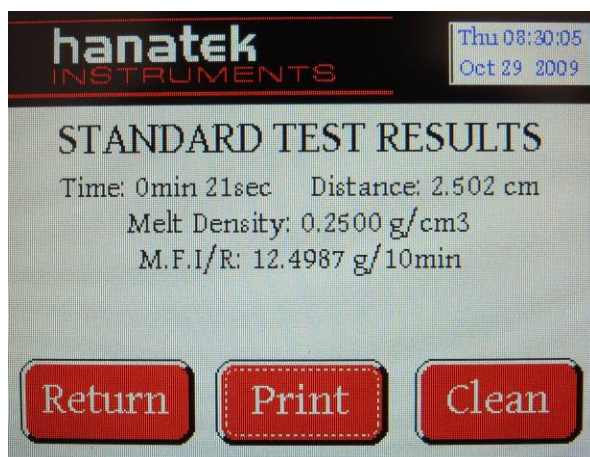 hanatek
INSTRUMENTS
Thu 08:30:05
Oct 29 2009
STANDARD TEST RESULTS
Time: 0min 21sec Distance: 2.502 cm
Melt Density: 0.2500 g/cm3
M.F.I/R: 12.4987 g/10min
Return Print Clean